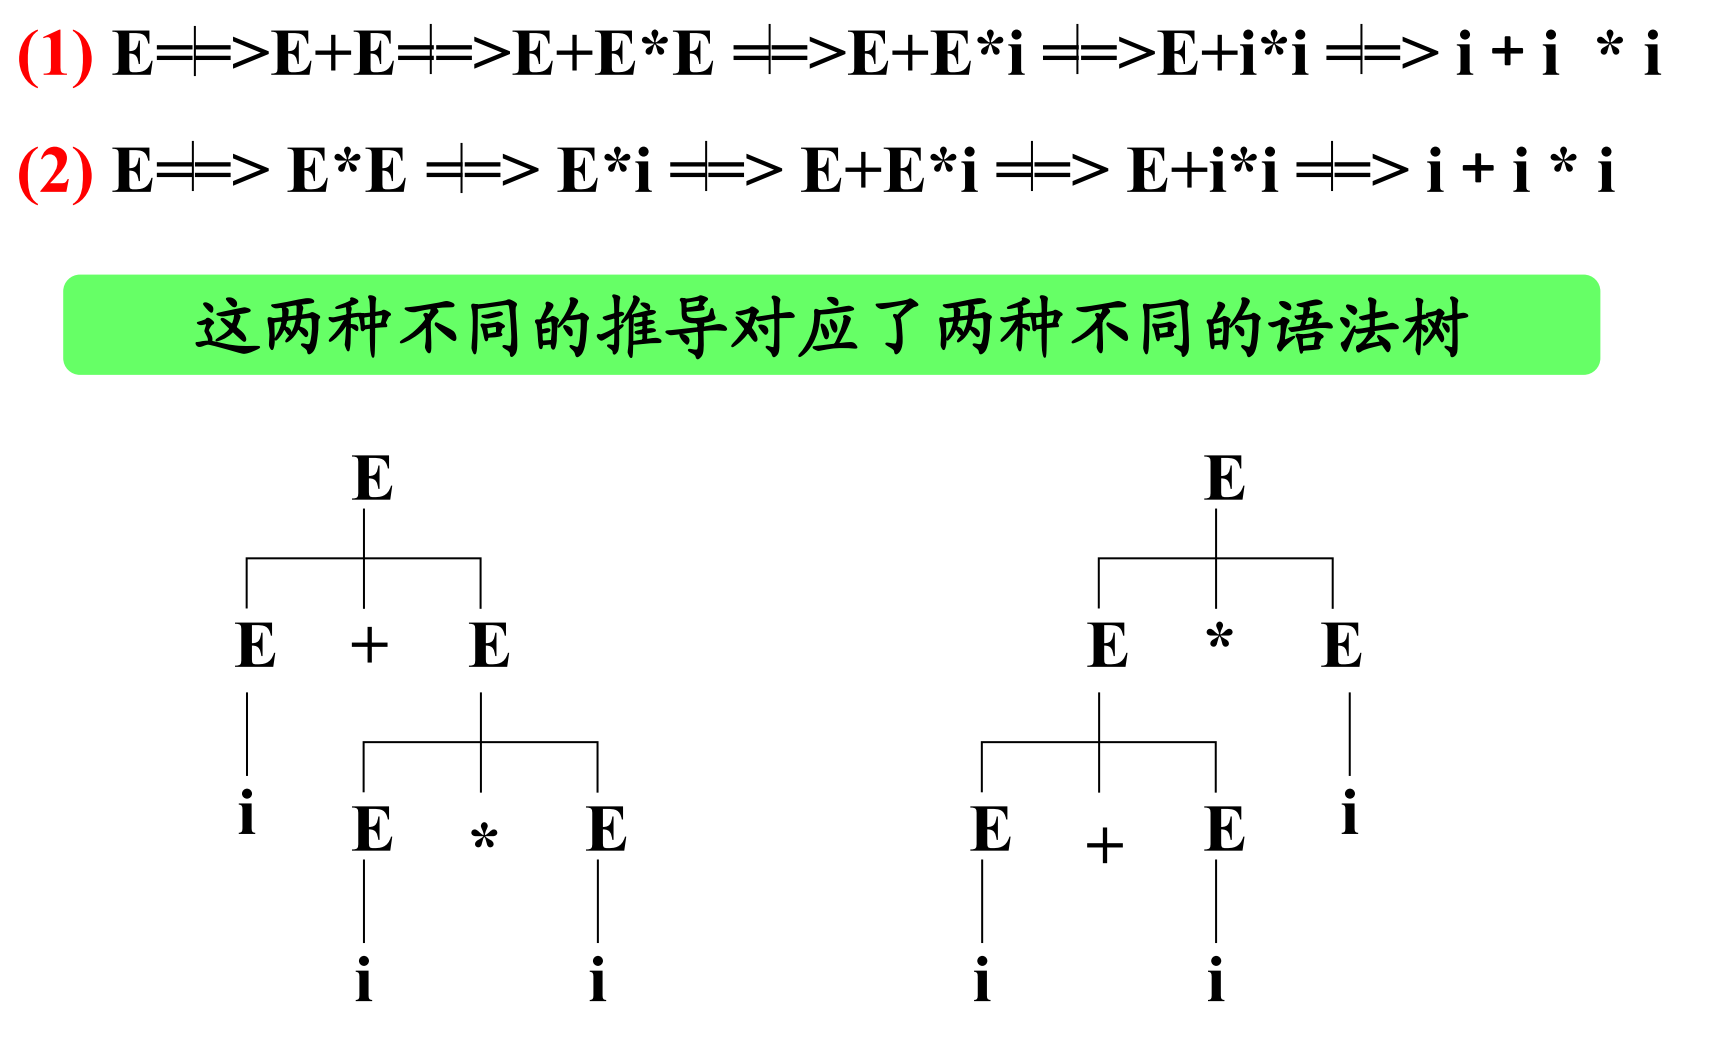 (1) E=|=>E+E=|=>E+E*E =|=>E+E*i =|=>E+i*i =|=> i + i * i
(2) E=|=> E*E =|=> E*i =|=> E+E*i =|=> E+i*i =|=> i + i * i
这两种不同的推导对应了两种不同的语法树
E E
E + E E * E
i i
E * E E + E
i i i i